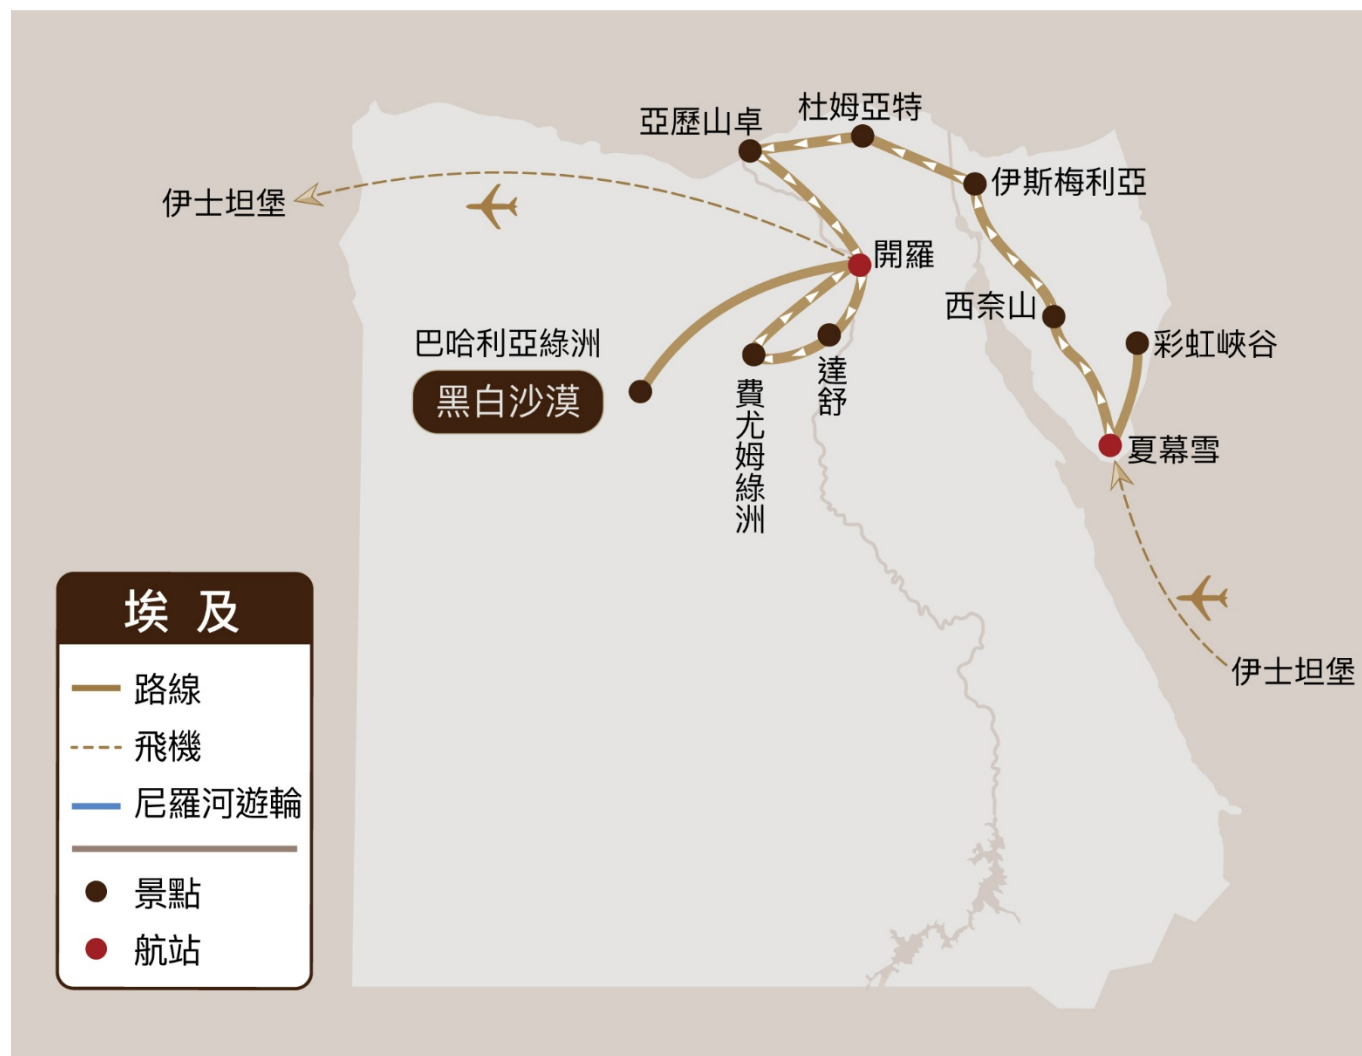 杜姆亞特
亞歷山卓
伊斯梅利亞
伊士坦堡
開羅
西奈山
彩虹峽谷
巴哈利亞綠洲
黑白沙漠
達舒
費尤姆綠洲
夏幕雪
伊士坦堡
埃及
路線
飛機
尼羅河遊輪
景點
航站